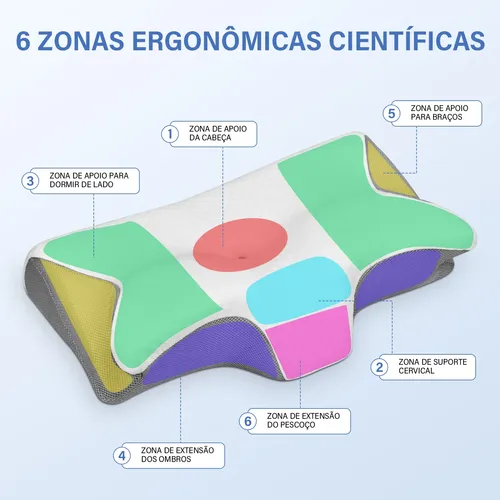 6 ZONAS ERGONÔMICAS CIENTÍFICAS
5
ZONA DE APOIO
PARA BRAÇOS
1
ZONA DE APOIO
DA CABEÇA
3
ZONA DE APOIO PARA
DORMIR DE LADO
2
ZONA DE SUPORTE
CERVICAL
6
ZONA DE EXTENSÃO
DO PESCOÇO
4
ZONA DE EXTENSÃO
DOS OMBROS